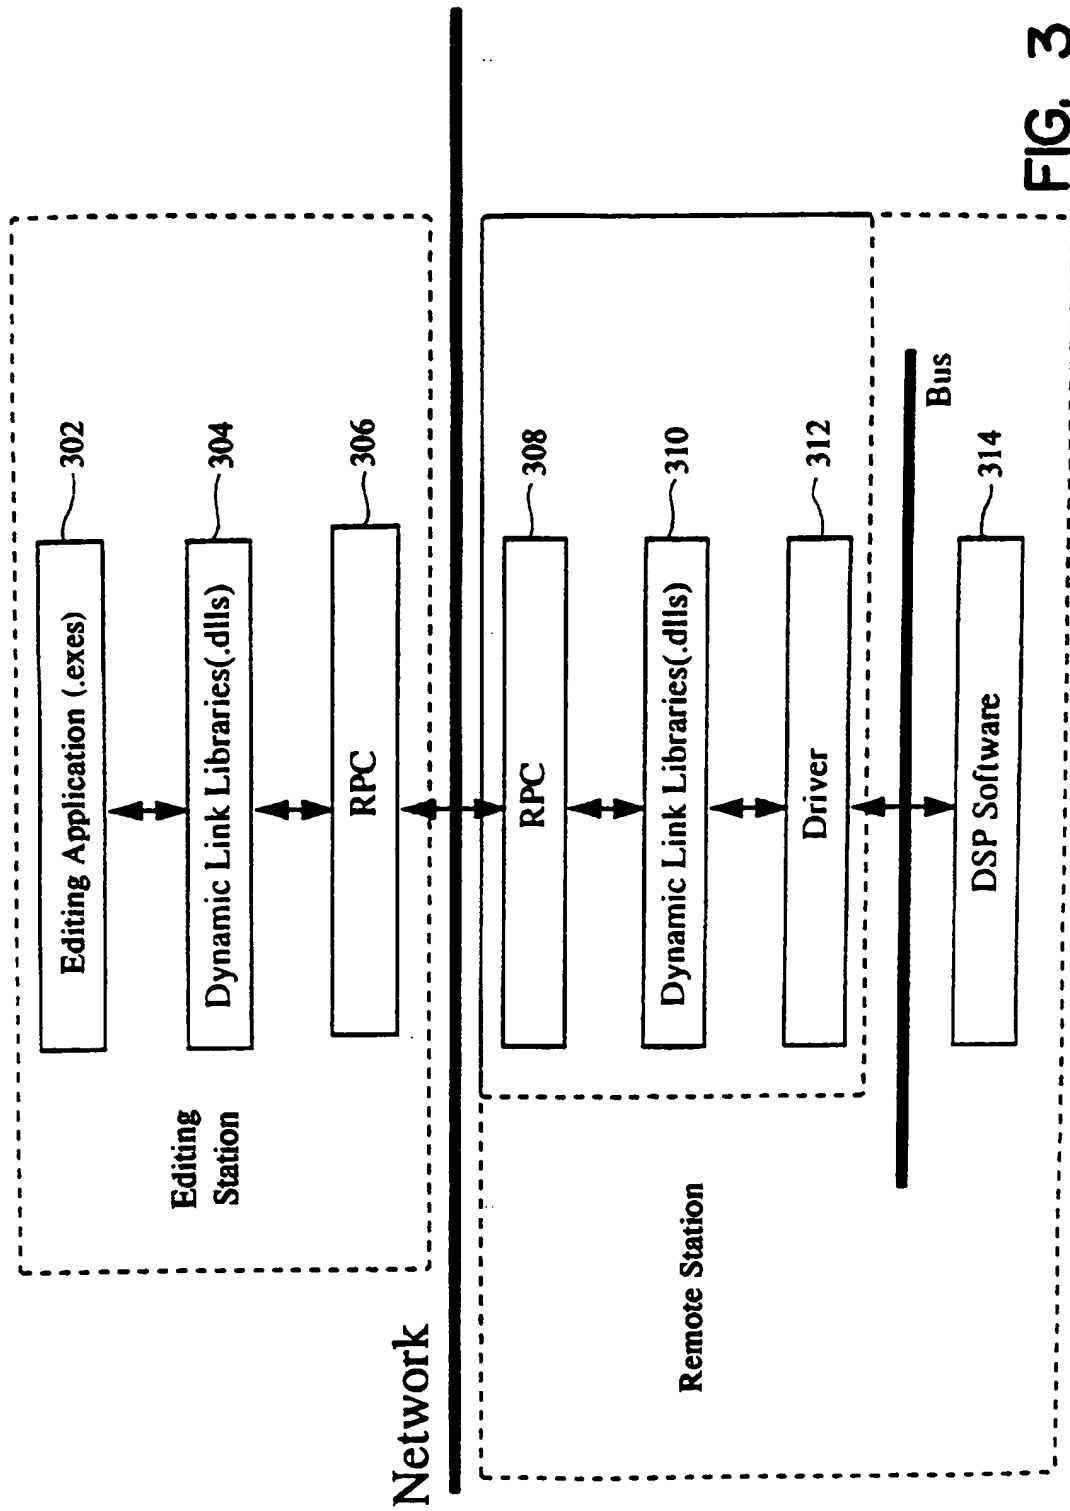 Editing Application (.exes)
302
Dynamic Link Libraries(.dlls)
304
Editing
Station
RPC
306
Network
RPC
308
Dynamic Link Libraries(.dlls)
310
Remote Station
Driver
312
Bus
DSP Software
314
FIG. 3